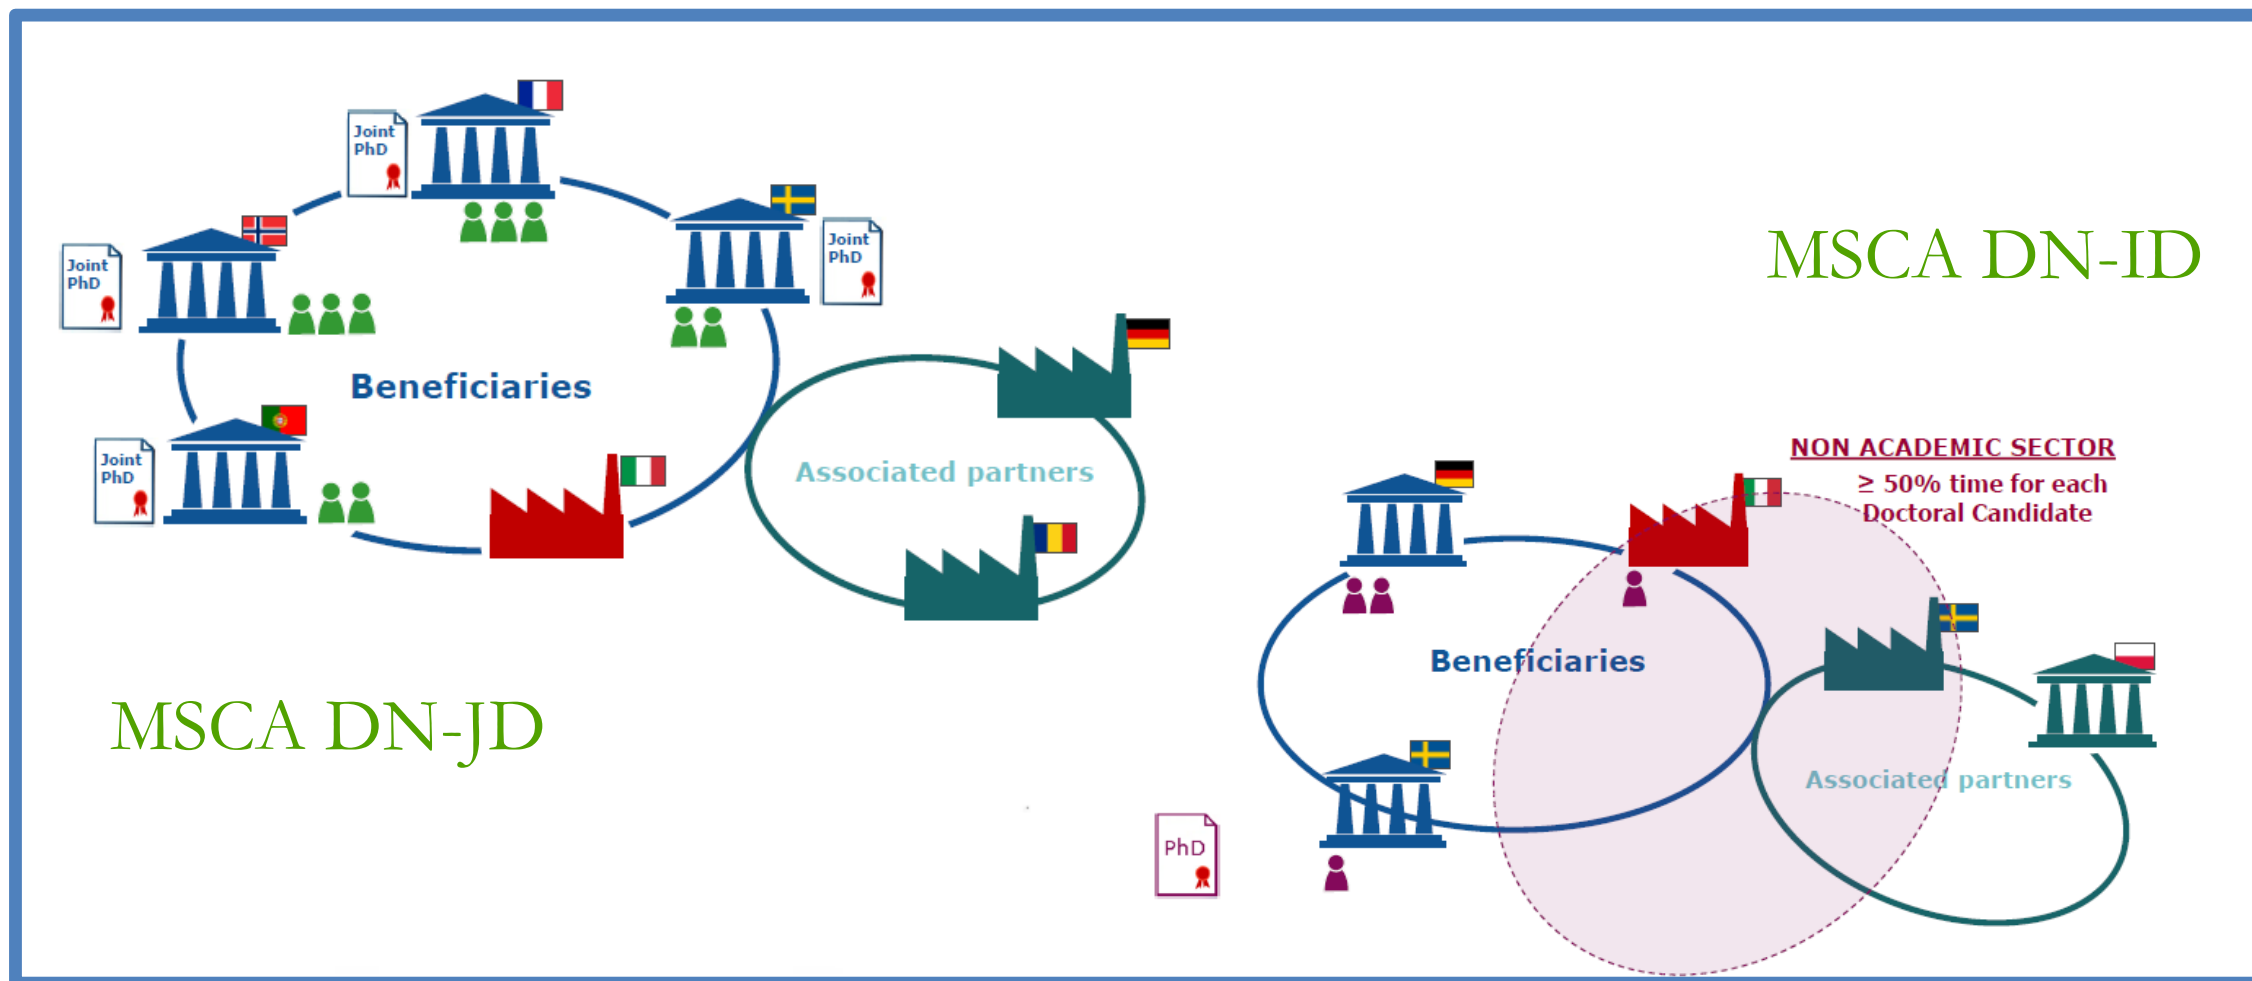 Joint
PhD
Joint
PhD
Joint
PhD
Joint
PhD
Beneficiaries
Associated partners
MSCA DN-JD
MSCA DN-ID
NON ACADEMIC SECTOR
≥ 50% time for each
Doctoral Candidate
Beneficiaries
Associated partners
PhD